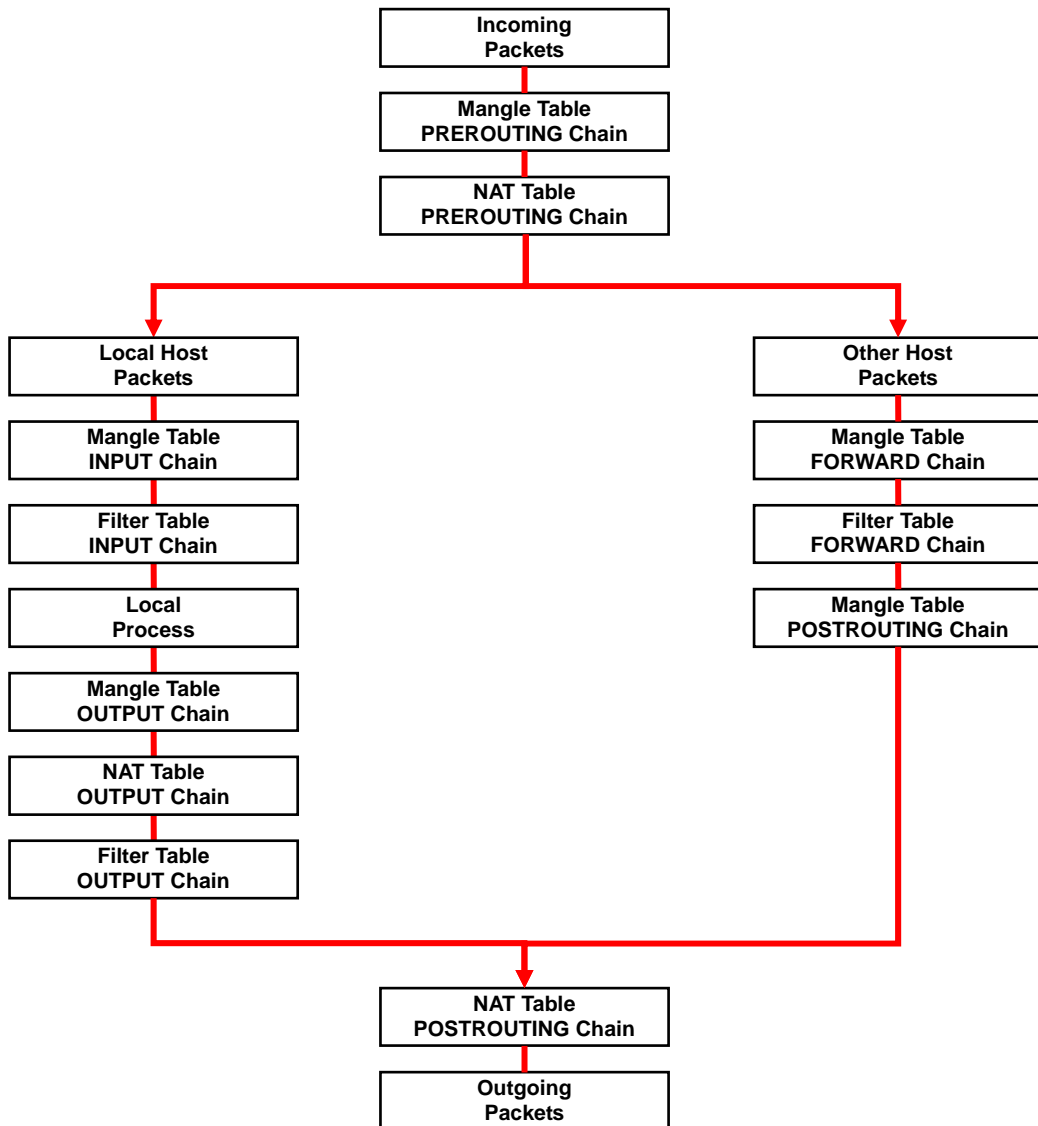 Incoming
Packets
Mangle Table
PREROUTING Chain
NAT Table
PREROUTING Chain
Local Host
Packets
Mangle Table
INPUT Chain
Filter Table
INPUT Chain
Local
Process
Mangle Table
OUTPUT Chain
NAT Table
OUTPUT Chain
Filter Table
OUTPUT Chain
Other Host
Packets
Mangle Table
FORWARD Chain
Filter Table
FORWARD Chain
Mangle Table
POSTROUTING Chain
NAT Table
POSTROUTING Chain
Outgoing
Packets